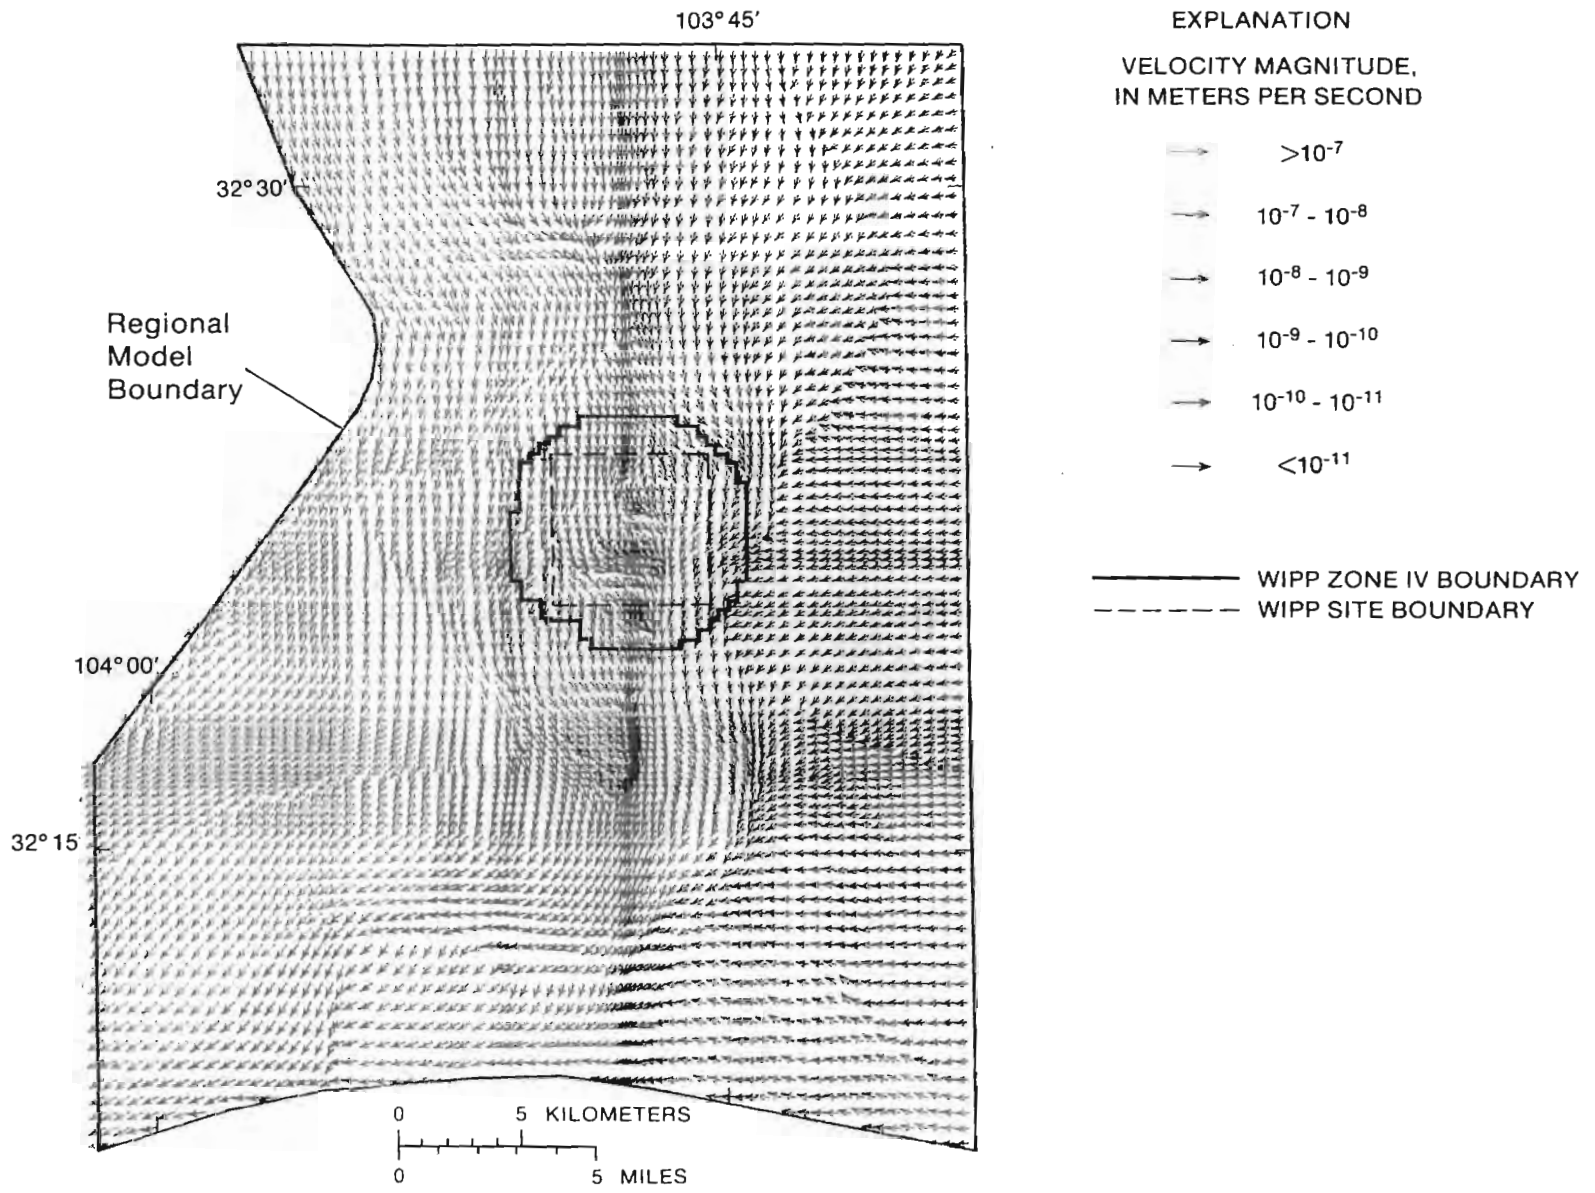 103° 45′
EXPLANATION
VELOCITY MAGNITUDE,
IN METERS PER SECOND
>10⁻⁷
10⁻⁷ - 10⁻⁸
10⁻⁸ - 10⁻⁹
10⁻⁹ - 10⁻¹⁰
10⁻¹⁰ - 10⁻¹¹
<10⁻¹¹
WIPP ZONE IV BOUNDARY
WIPP SITE BOUNDARY
32° 30′
Regional
Model
Boundary
104° 00′
32° 15′
0 5 KILOMETERS
0 5 MILES